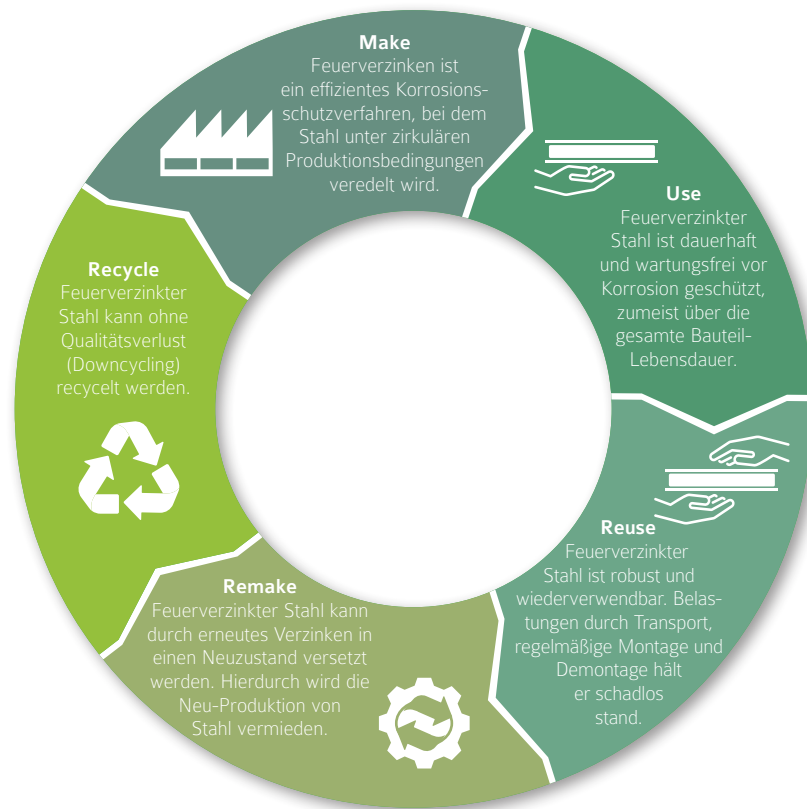 Make
Feuerverzinken ist
ein effizientes Korrosions-
schutzverfahren, bei dem
Stahl unter zirkulären
Produktionsbedingungen
veredelt wird.
Use
Feuerverzinkter
Stahl ist dauerhaft
und wartungsfrei vor
Korrosion geschützt,
zumeist über die
gesamte Bauteil-
Lebensdauer.
Reuse
Feuerverzinkter
Stahl ist robust und
wiederverwendbar. Belas-
tungen durch Transport,
regelmäßige Montage und
Demontage hält
er schadlos
stand.
Remake
Feuerverzinkter Stahl kann
durch erneutes Verzinken in
einen Neuzustand versetzt
werden. Hierdurch wird die
Neu-Produktion von
Stahl vermieden.
Recycle
Feuerverzinkter
Stahl kann ohne
Qualitätsverlust
(Downcycling)
recycelt werden.